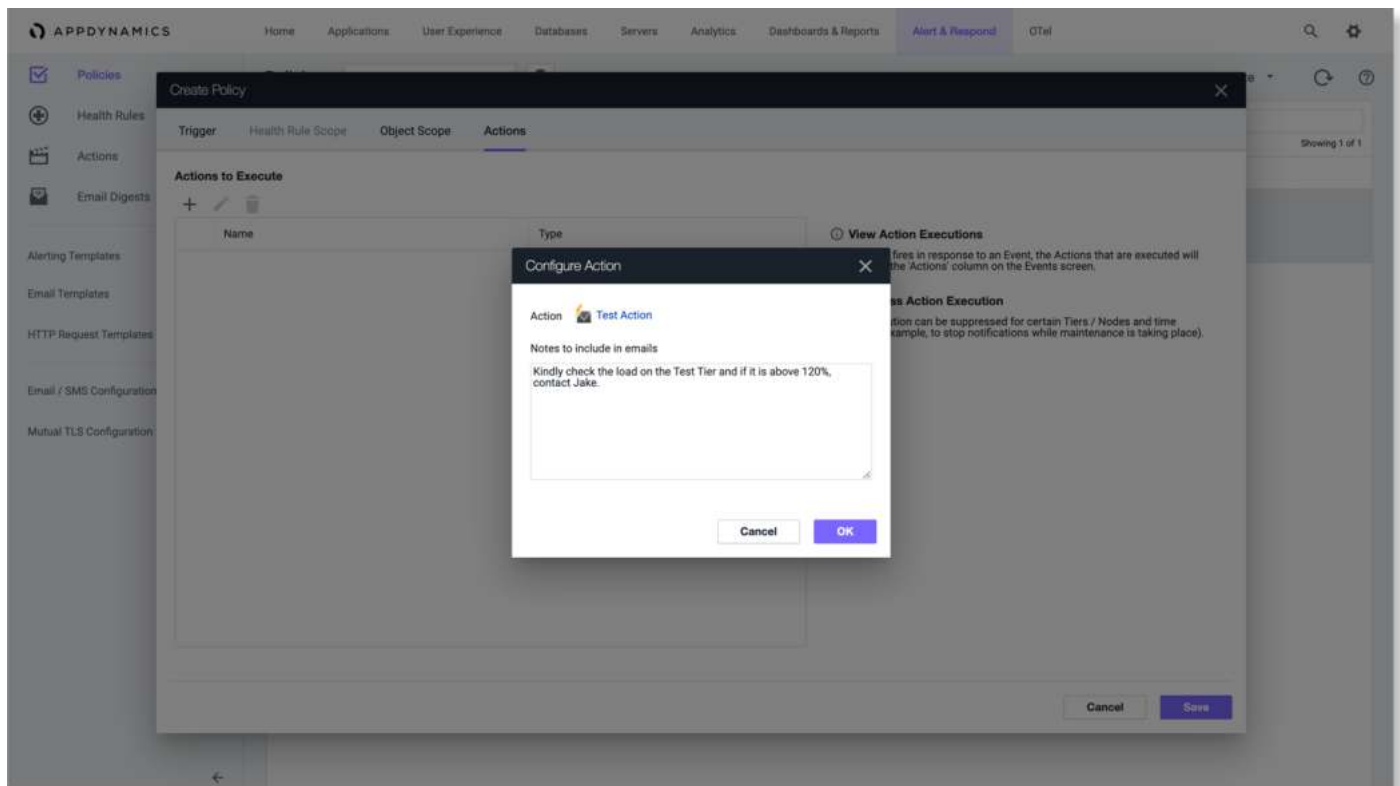 APPDYNAMICS
Home Applications User Experience Databases Servers Analytics Dashboards & Reports Alert & Respond OTel
Policies
Health Rules
Actions
Email Digests
Alerting Templates
Email Templates
HTTP Request Templates
Email / SMS Configuration
Mutual TLS Configuration
Showing 1 of 1
Create Policy
Trigger Health Rule Scope Object Scope Actions
Actions to Execute
Name Type
View Action Executions
fires in response to an Event, the Actions that are executed will
the 'Actions' column on the Events screen.
Action Execution
can be suppressed for certain Tiers / Nodes and time
to stop notifications while maintenance is taking place).
Configure Action
Action Test Action
Notes to include in emails
Kindly check the load on the Test Tier and if it is above 120%,
contact Jake.
Cancel OK
Cancel Save